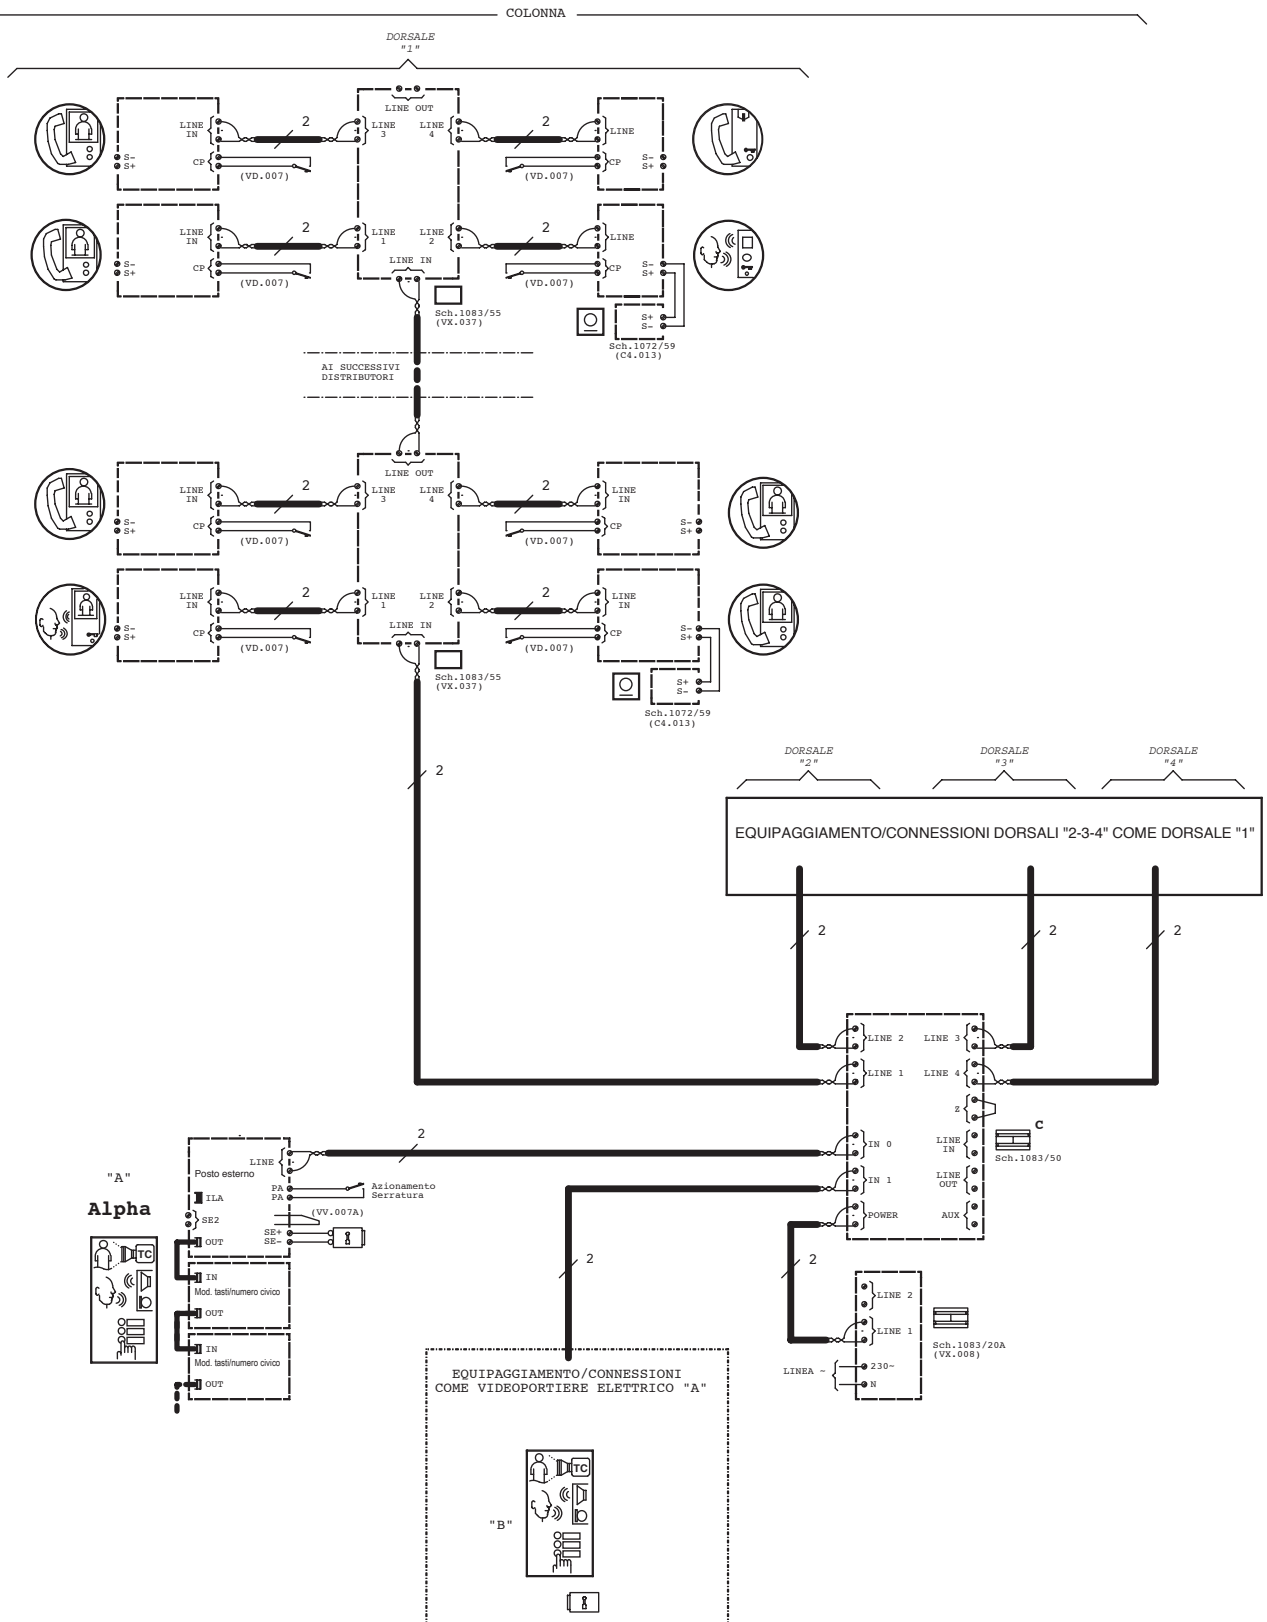 COLONNA
DORSALE
"1"
LINE OUT
LINE
IN
2
LINE
3
LINE
4
2
LINE
S-
S+
CP
(VD.007)
(VD.007)
CP
S-
S+
LINE
IN
2
LINE
1
LINE
2
2
LINE
LINE IN
S-
S+
CP
(VD.007)
(VD.007)
CP
S-
S+
Sch.1083/55
(VX.037)
S+
S-
Sch.1072/59
(C4.013)
AI SUCCESSIVI
DISTRIBUTORI
LINE OUT
LINE
IN
2
LINE
3
LINE
4
2
LINE
IN
S-
S+
CP
(VD.007)
(VD.007)
CP
S-
S+
LINE
IN
2
LINE
1
LINE
2
2
LINE
IN
LINE IN
S-
S+
CP
(VD.007)
(VD.007)
CP
S-
S+
Sch.1083/55
(VX.037)
S+
S-
Sch.1072/59
(C4.013)
2
DORSALE
"2"
DORSALE
"3"
DORSALE
"4"
EQUIPAGGIAMENTO/CONNESSIONI DORSALI "2-3-4" COME DORSALE "1"
2
2
2
LINE 2
LINE 3
LINE 1
LINE 4
Z
C
IN 0
LINE
IN
Sch.1083/50
IN 1
LINE
OUT
POWER
AUX
2
"A"
Alpha
LINE
Posto esterno
ILA
PA
PA
Azionamento
Serratura
SE2
(VV.007A)
SE+
SE-
OUT
TC
IN
Mod. tasti/numero civico
OUT
IN
Mod. tasti/numero civico
OUT
2
2
LINE 2
LINE 1
Sch.1083/20A
(VX.008)
LINEA ~
230~
N
EQUIPAGGIAMENTO/CONNESSIONI
COME VIDEOPORTIERE ELETTRICO "A"
TC
"B"